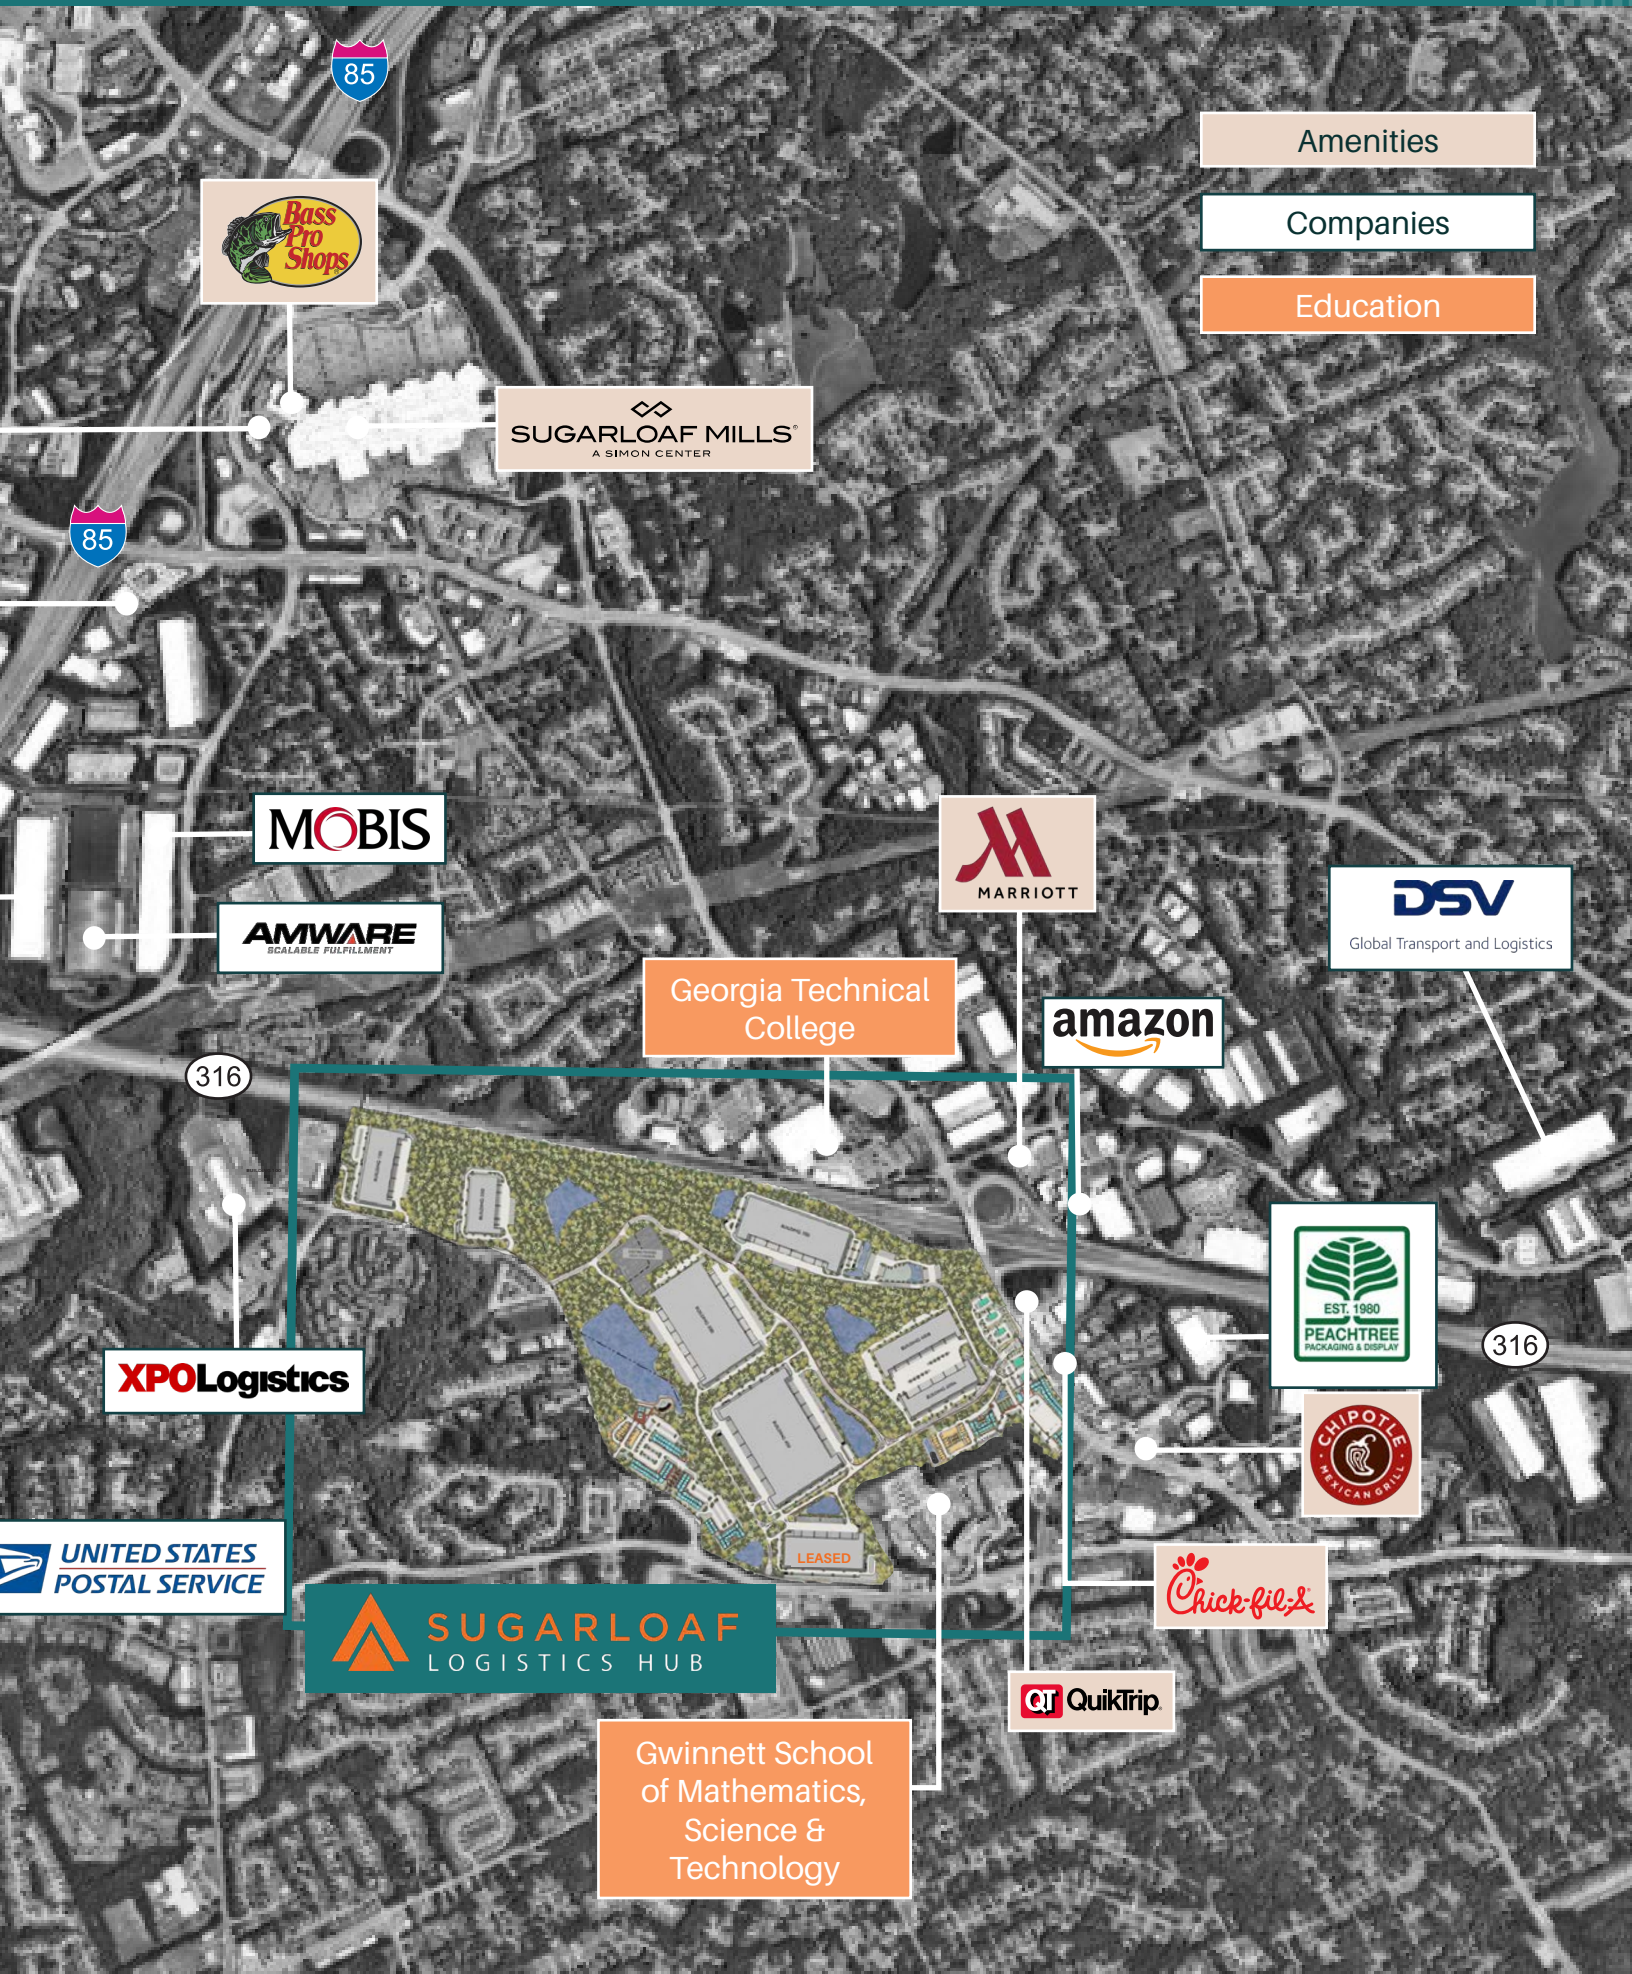 85
Amenities
Companies
Education
Bass
Pro
Shops
SUGARLOAF MILLS®
A SIMON CENTER
85
MOBIS
AMWARE
SCALABLE FULFILLMENT
MARRIOTT
DSV
Global Transport and Logistics
Georgia Technical
College
amazon
316
EST. 1980
PEACHTREE
PACKAGING & DISPLAY
316
XPOLogistics
CHIPOTLE
MEXICAN GRILL
UNITED STATES
POSTAL SERVICE
LEASED
Chick-fil-A
SUGARLOAF
LOGISTICS HUB
QT QuikTrip
Gwinnett School
of Mathematics,
Science &
Technology